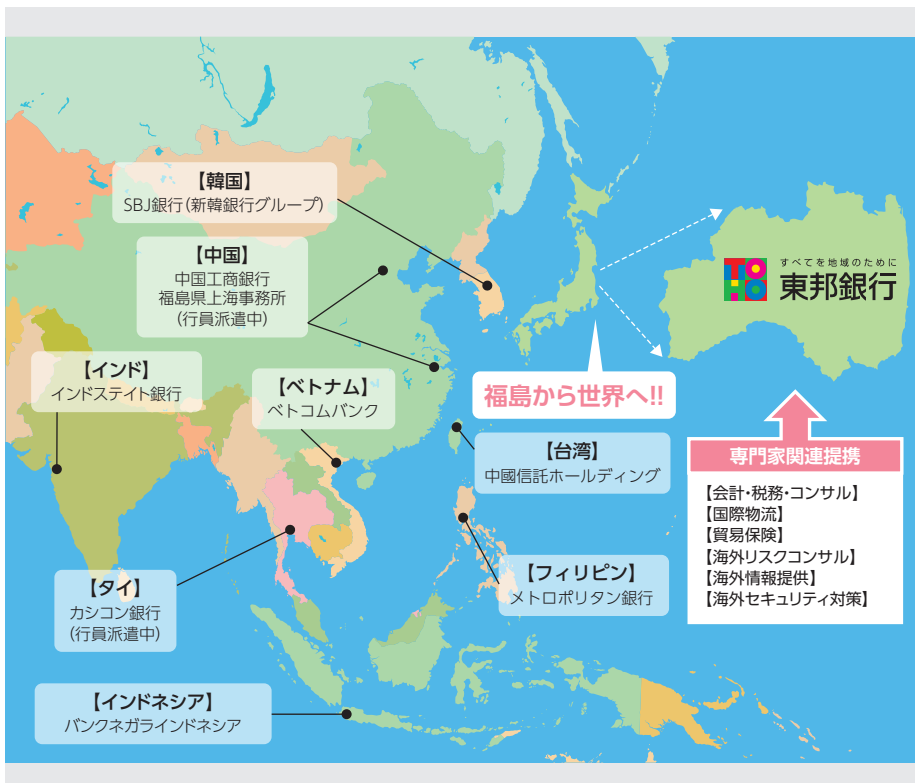 【韓国】
SBJ銀行(新韓銀行グループ)
【中国】
中国工商銀行
福島県上海事務所
(行員派遣中)
【インド】
インドステイト銀行
【ベトナム】
ベトコムバンク
【タイ】
カシコン銀行
(行員派遣中)
【インドネシア】
バンクネガラインドネシア
福島から世界へ!!
【台湾】
中國信託ホールディング
【フィリピン】
メトロポリタン銀行
TOHO
すべてを地域のために
東邦銀行
専門家関連提携
【会計・税務・コンサル】
【国際物流】
【貿易保険】
【海外リスクコンサル】
【海外情報提供】
【海外セキュリティ対策】